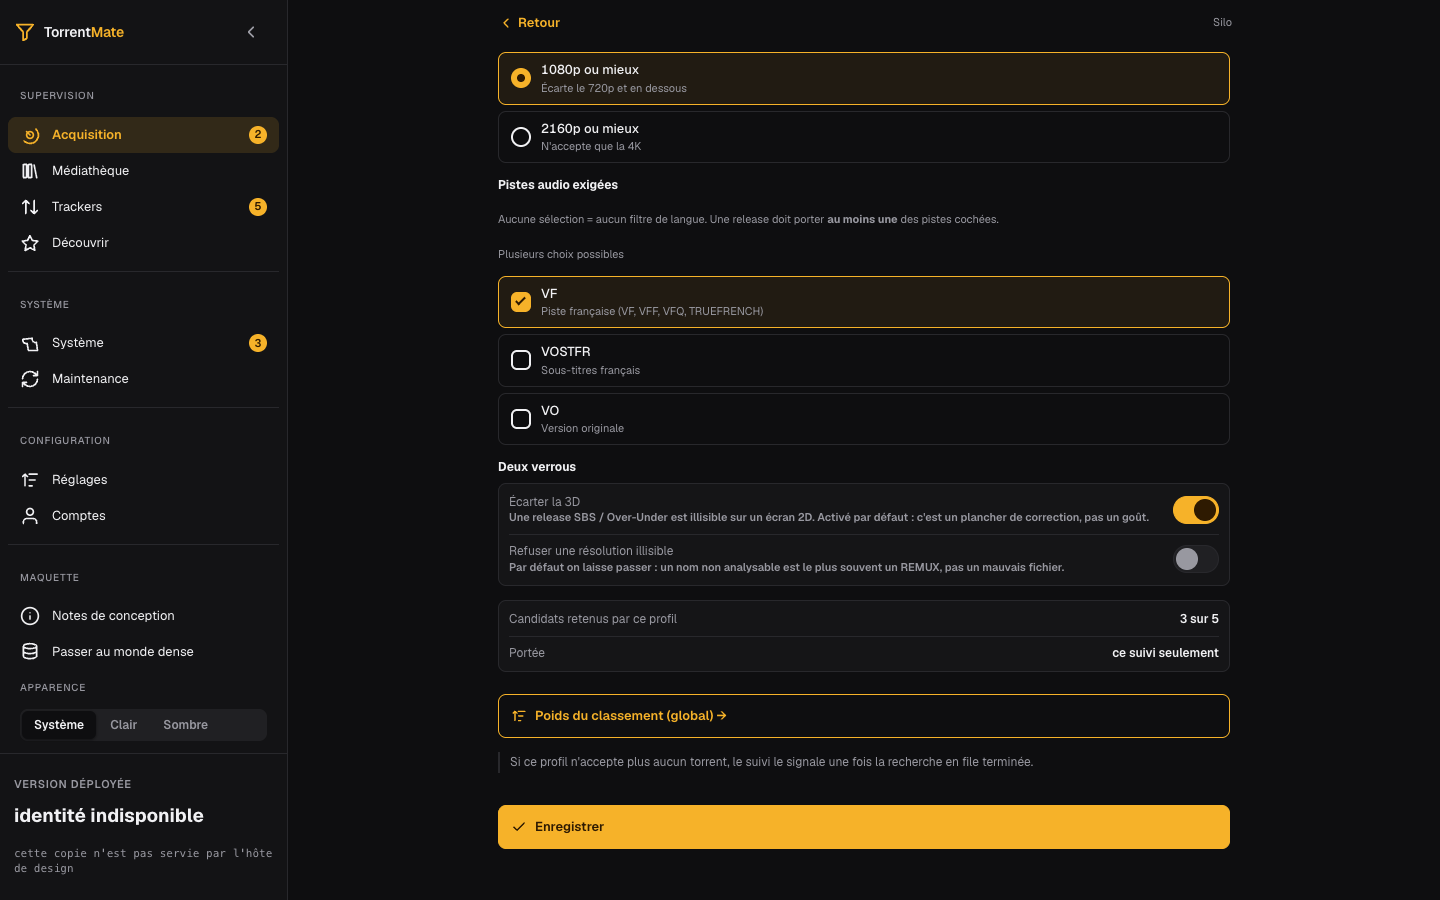 TorrentMate
SUPERVISION
Acquisition 2
Médiathèque
Trackers 5
Découvrir
SYSTÈME
Système 3
Maintenance
CONFIGURATION
Réglages
Comptes
MAQUETTE
Notes de conception
Passer au monde dense
APPARENCE
Système Clair Sombre
VERSION DÉPLOYÉE
identité indisponible
cette copie n'est pas servie par l'hôte
de design
Retour
Silo
1080p ou mieux
Écarte le 720p et en dessous
2160p ou mieux
N'accepte que la 4K
Pistes audio exigées
Aucune sélection = aucun filtre de langue. Une release doit porter au moins une des pistes cochées.
Plusieurs choix possibles
VF
Piste française (VF, VFF, VFQ, TRUEFRENCH)
VOSTFR
Sous-titres français
VO
Version originale
Deux verrous
Écarter la 3D
Une release SBS / Over-Under est illisible sur un écran 2D. Activé par défaut : c'est un plancher de correction, pas un goût.
Refuser une résolution illisible
Par défaut on laisse passer : un nom non analysable est le plus souvent un REMUX, pas un mauvais fichier.
Candidats retenus par ce profil 3 sur 5
Portée ce suivi seulement
Poids du classement (global) →
Si ce profil n'accepte plus aucun torrent, le suivi le signale une fois la recherche en file terminée.
Enregistrer